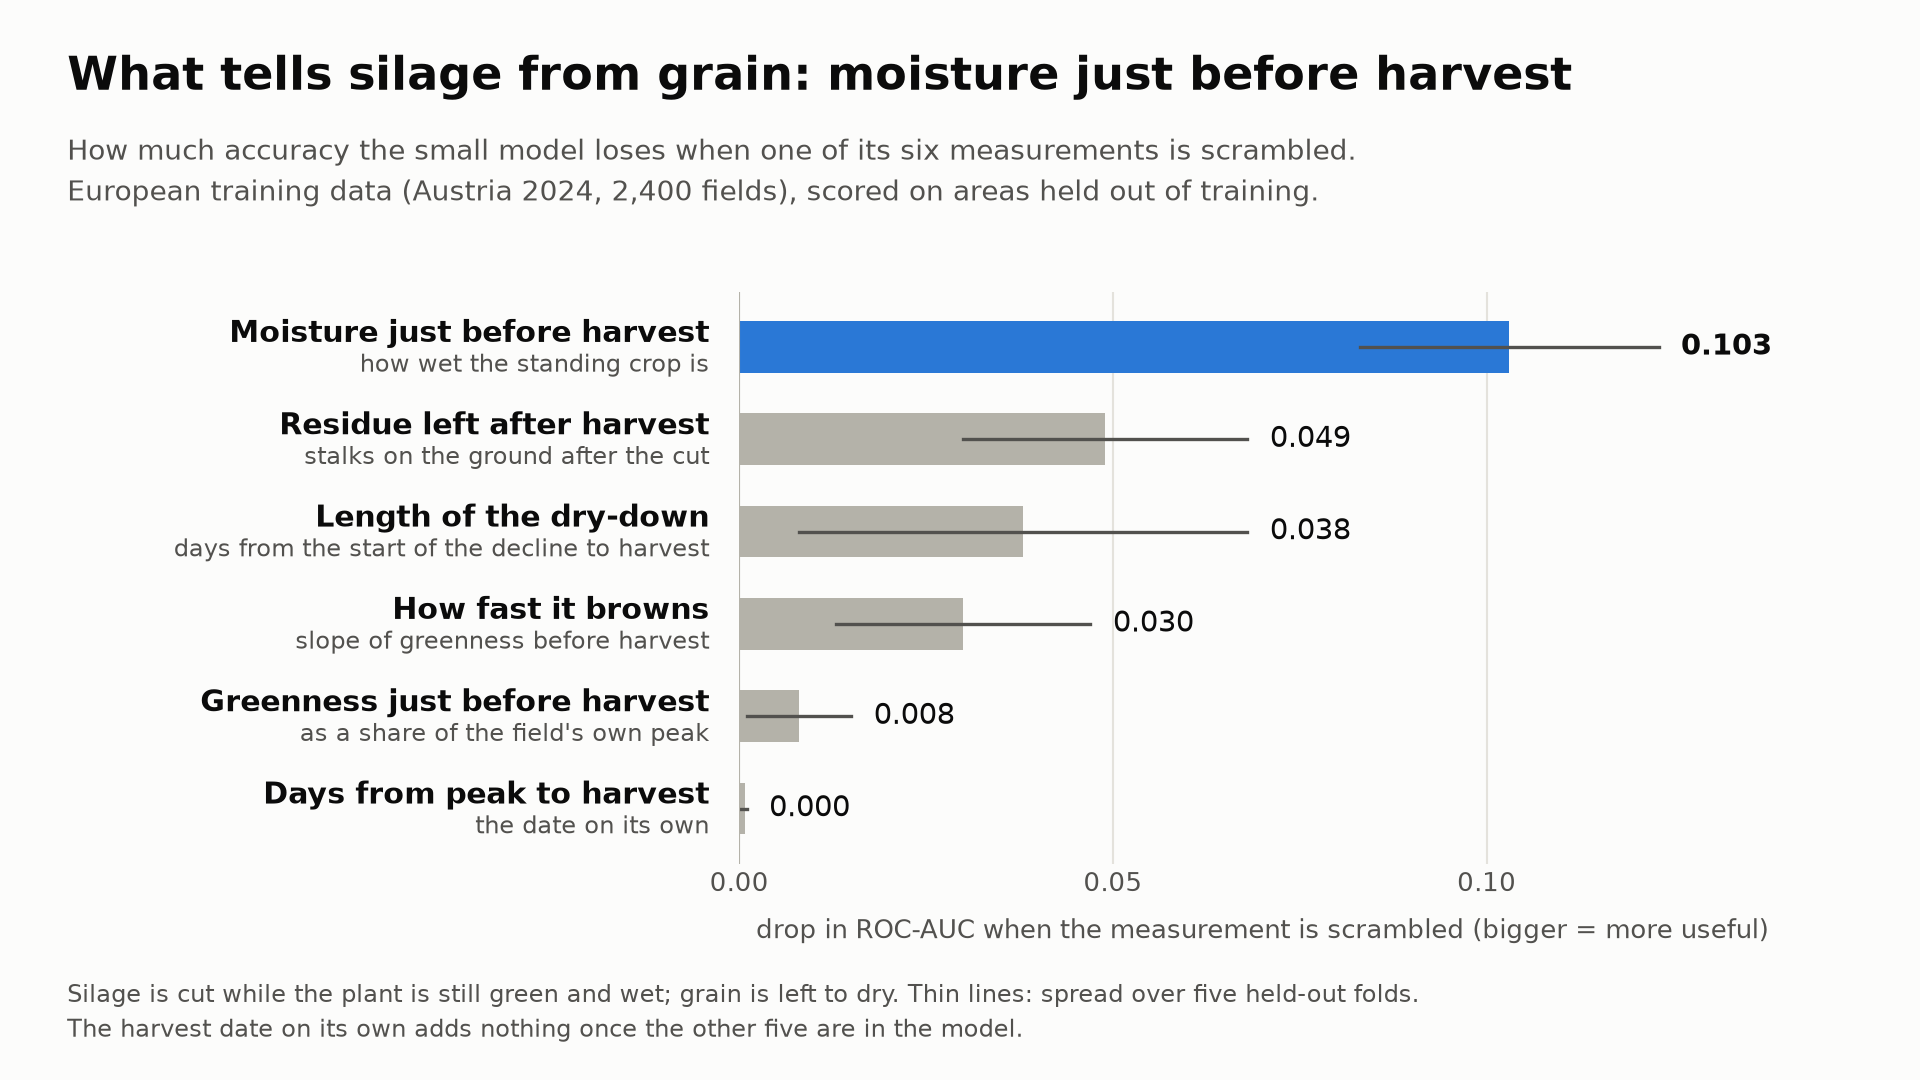 What tells silage from grain: moisture just before harvest
How much accuracy the small model loses when one of its six measurements is scrambled.
European training data (Austria 2024, 2,400 fields), scored on areas held out of training.
Moisture just before harvest
how wet the standing crop is
0.103
Residue left after harvest
stalks on the ground after the cut
0.049
Length of the dry-down
days from the start of the decline to harvest
0.038
How fast it browns
slope of greenness before harvest
0.030
Greenness just before harvest
as a share of the field's own peak
0.008
Days from peak to harvest
the date on its own
0.000
0.00 0.05 0.10
drop in ROC-AUC when the measurement is scrambled (bigger = more useful)
Silage is cut while the plant is still green and wet; grain is left to dry. Thin lines: spread over five held-out folds.
The harvest date on its own adds nothing once the other five are in the model.